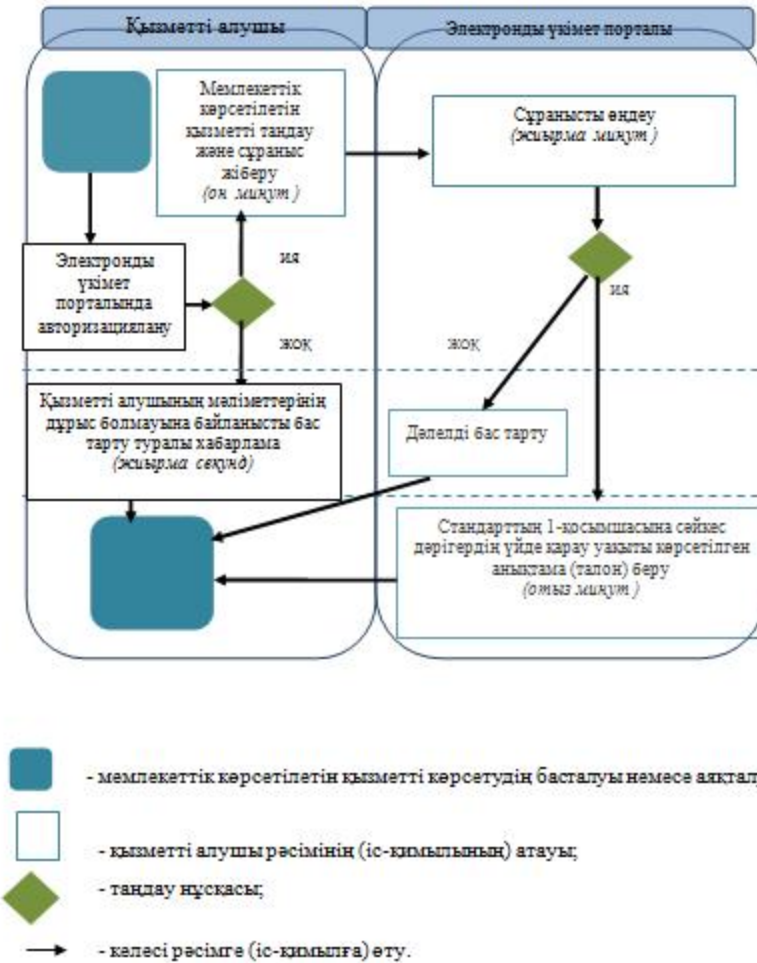 Қызметті алушы
Электронды үкімет порталы
Мемлекеттік
көрсетілетін
қызметті таңдау
және сұраныс
жіберу
(он минут)
Сұранысты өңдеу
(жиырма минут)
Электронды
үкімет
порталында
авторизациялану
ия
жоқ
ия
жоқ
Қызметті алушының мәліметтерінің
дұрыс болмауына байланысты бас
тарту туралы хабарлама
(жиырма секунд)
Дәлелді бас тарту
Стандарттың 1-қосымшасына сәйкес
дәрігердің үйде қарау уақыты көрсетілген
анықтама (талон) беру
(отыз минут)
- мемлекеттік көрсетілетін қызметті көрсетудің басталуы немесе аяқтал
- қызметті алушы рәсімінің (іс-қимылының) атауы;
- таңдау нұсқасы;
- келесі рәсімге (іс-қимылға) өту.